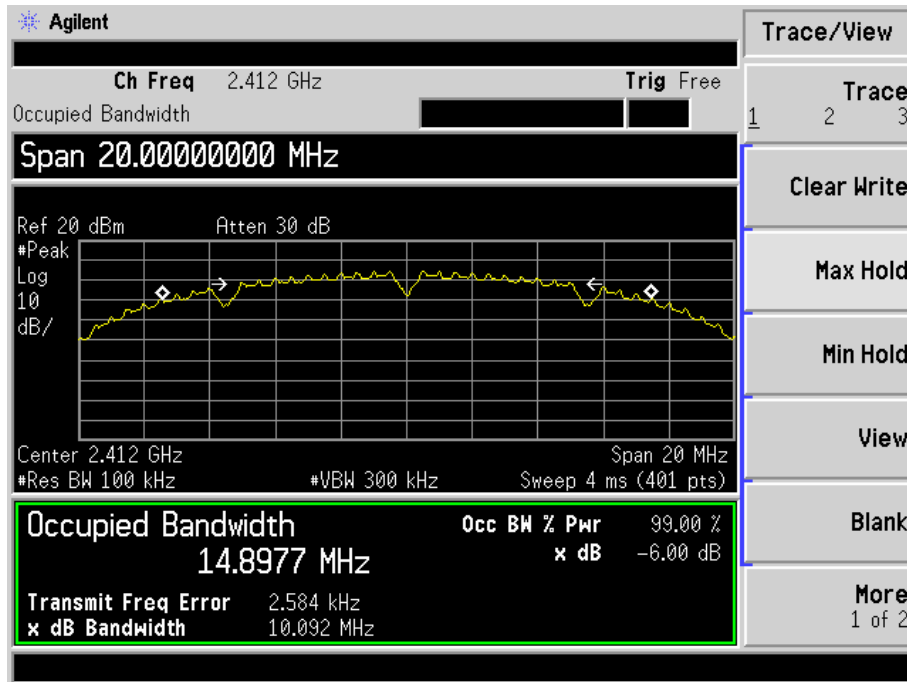 Agilent
Trace/View
Ch Freq 2.412 GHz Trig Free
Occupied Bandwidth
Trace
1 2 3
Span 20.00000000 MHz
Clear Write
Ref 20 dBm Atten 30 dB
#Peak
Log
10
dB/
Max Hold
Min Hold
View
Center 2.412 GHz Span 20 MHz
#Res BW 100 kHz #VBW 300 kHz Sweep 4 ms (401 pts)
Occupied Bandwidth
14.8977 MHz
Occ BW % Pwr 99.00 %
x dB -6.00 dB
Blank
Transmit Freq Error 2.584 kHz
x dB Bandwidth 10.092 MHz
More
1 of 2